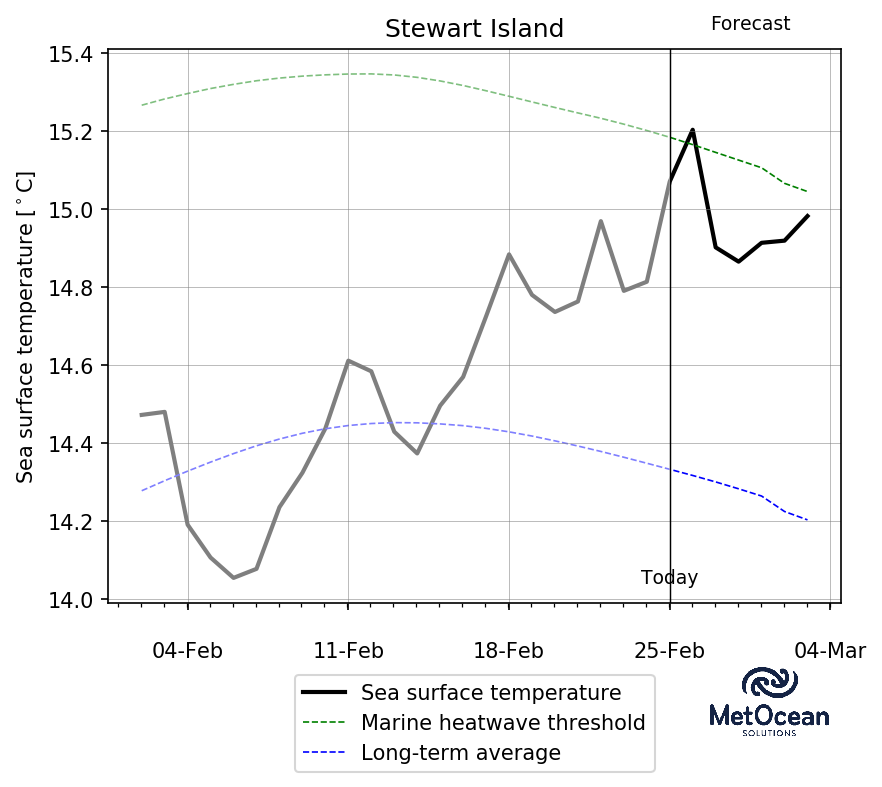 Stewart Island
Forecast
Sea surface temperature [°C]
15.4
15.2
15.0
14.8
14.6
14.4
14.2
14.0
Today
04-Feb
11-Feb
18-Feb
25-Feb
04-Mar
Sea surface temperature
Marine heatwave threshold
Long-term average
MetOcean
SOLUTIONS